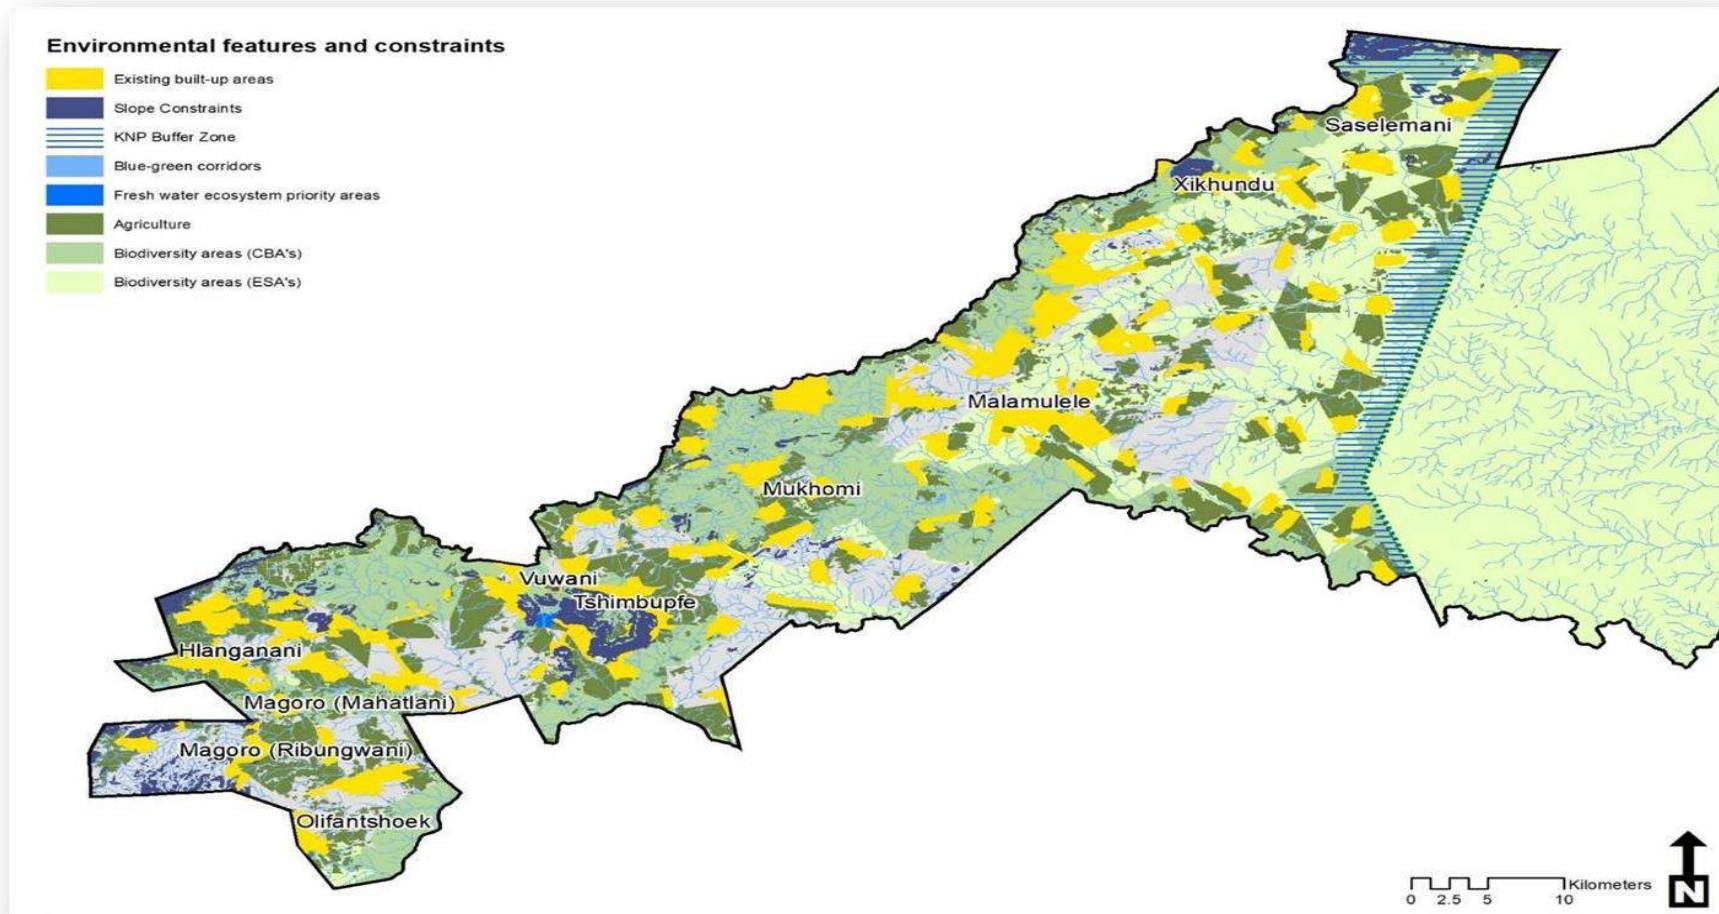 Environmental features and constraints
Existing built-up areas
Slope Constraints
KNP Buffer Zone
Blue-green corridors
Fresh water ecosystem priority areas
Agriculture
Biodiversity areas (CBA's)
Biodiversity areas (ESA's)
Saselemani
Xikhundu
Malamulele
Mukhomi
Vuwani
Tshimbupfe
Hlanganani
Magoro (Mahatlani)
Magoro (Ribungwani)
Olifantshoek
Kilometers
0 2.5 5 10
N